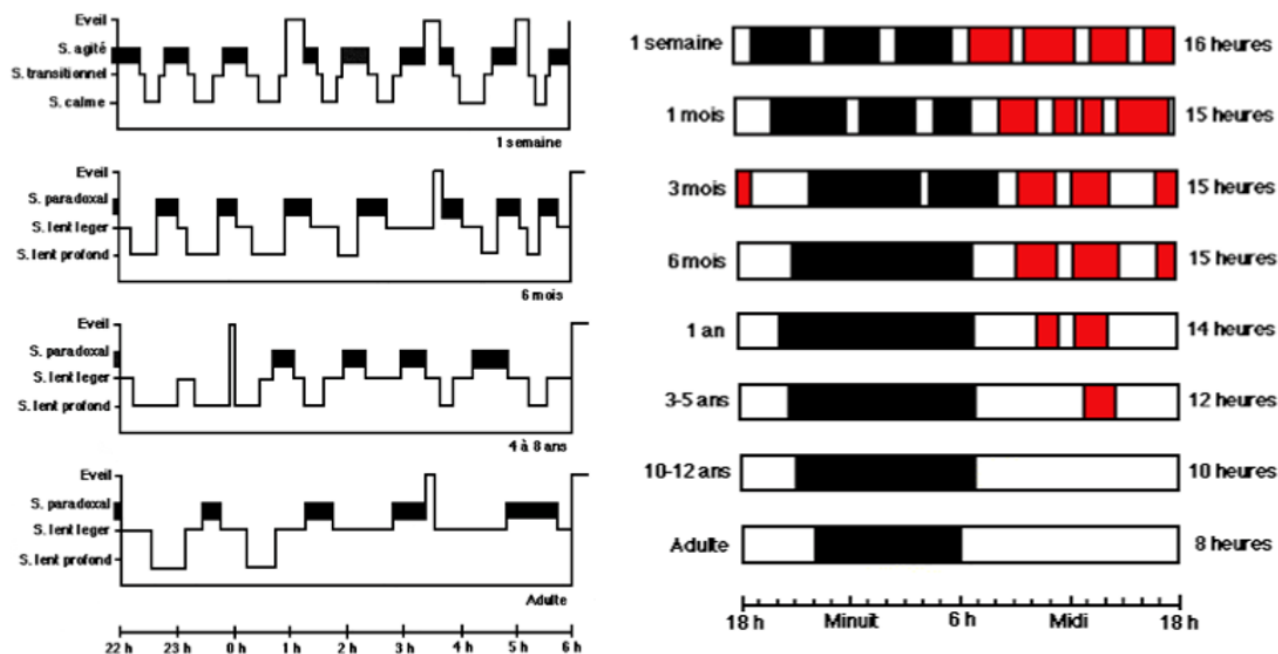 Eveil
S. agité
S. transitionnel
S. calme
1 semaine
Eveil
S. paradoxal
S. lent leger
S. lent profond
6 mois
Eveil
S. paradoxal
S. lent leger
S. lent profond
4 à 8 ans
Eveil
S. paradoxal
S. lent leger
S. lent profond
Adulte
22 h 23 h 0 h 1 h 2 h 3 h 4 h 5 h 6 h
1 semaine 16 heures
1 mois 15 heures
3 mois 15 heures
6 mois 15 heures
1 an 14 heures
3-5 ans 12 heures
10-12 ans 10 heures
Adulte 8 heures
18 h Minuit 6 h Midi 18 h